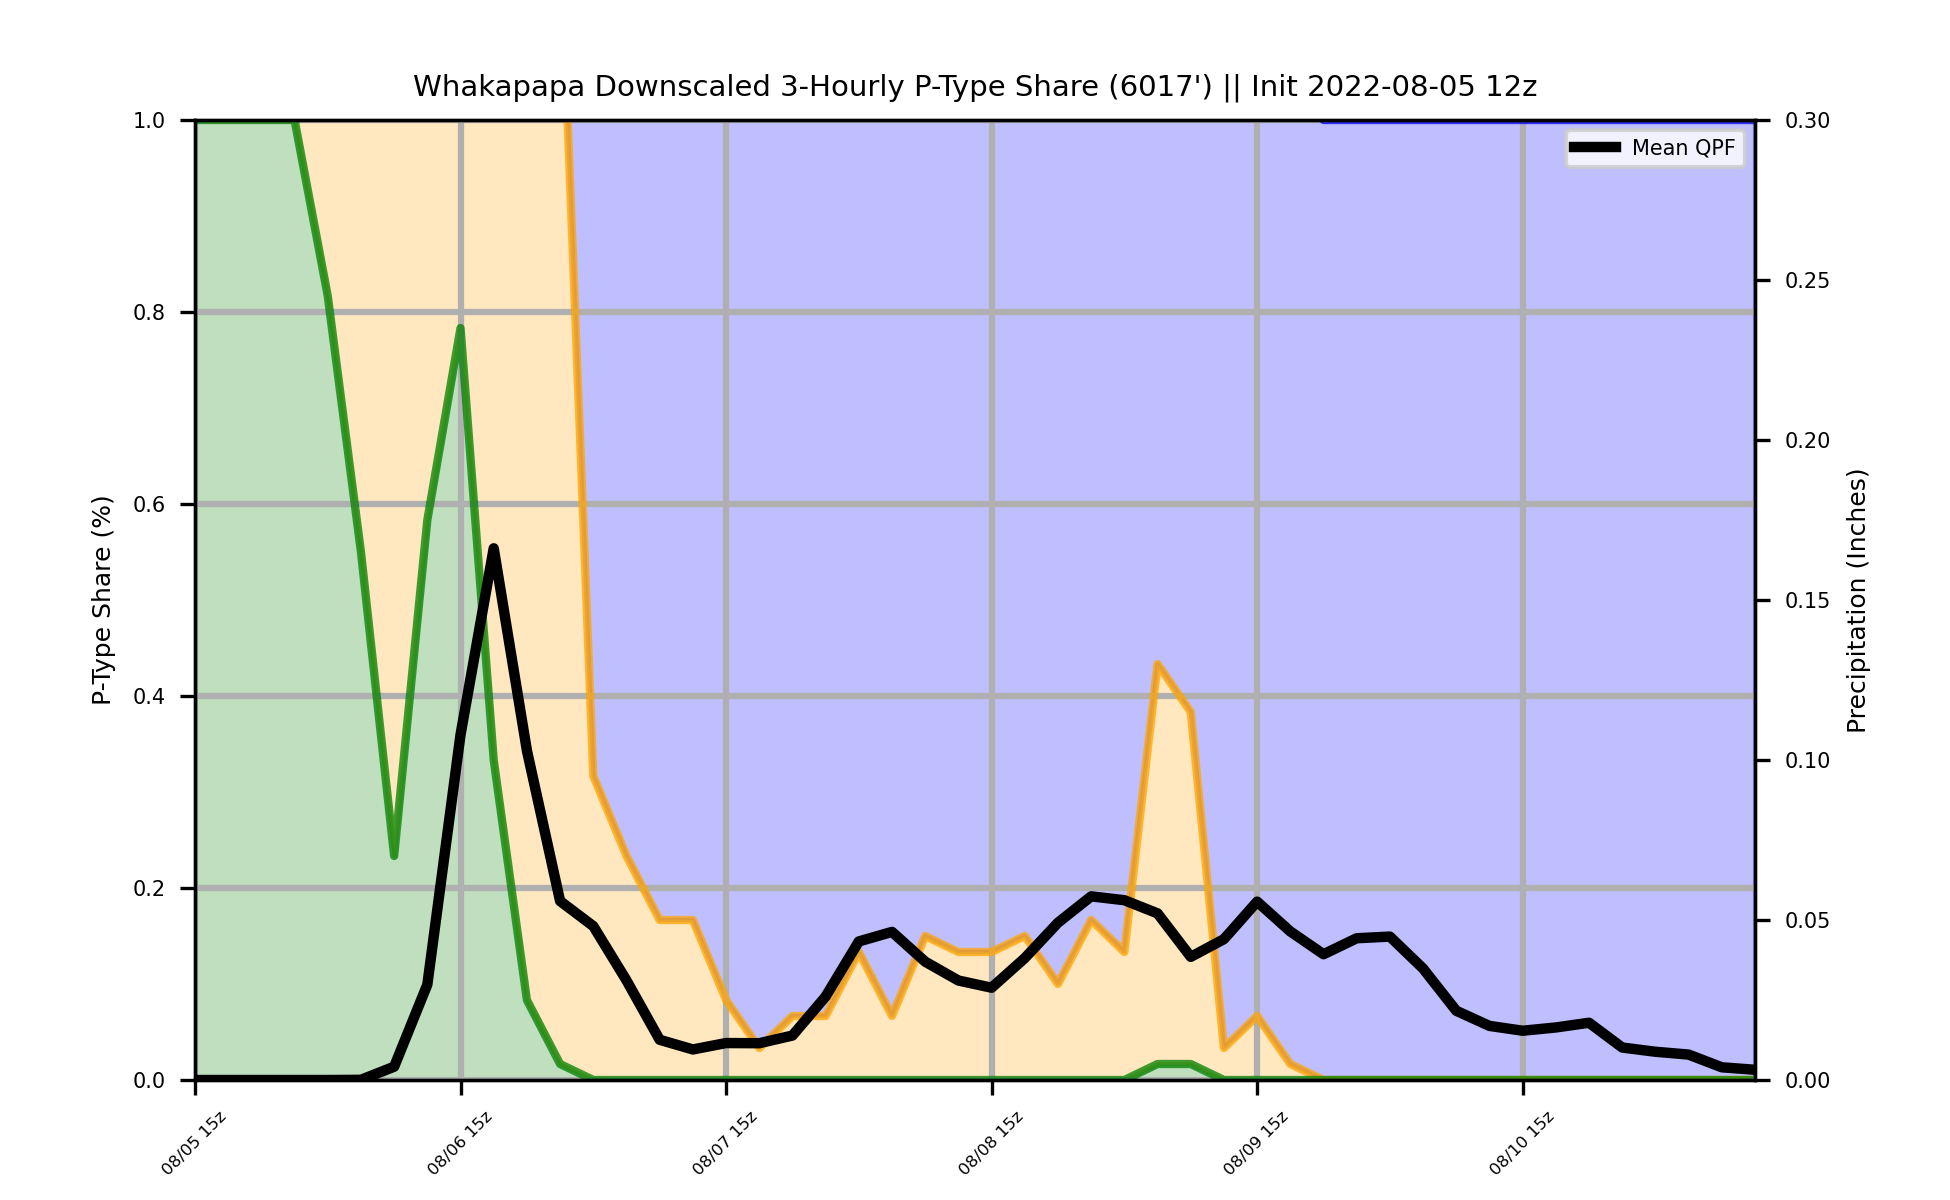 Whakapapa Downscaled 3-Hourly P-Type Share (6017') || Init 2022-08-05 12z
Mean QPF
P-Type Share (%)
1.0
0.8
0.6
0.4
0.2
0.0
0.30
0.25
0.20
0.15
0.10
0.05
0.00
Precipitation (Inches)
08/05 15z
08/06 15z
08/07 15z
08/08 15z
08/09 15z
08/10 15z